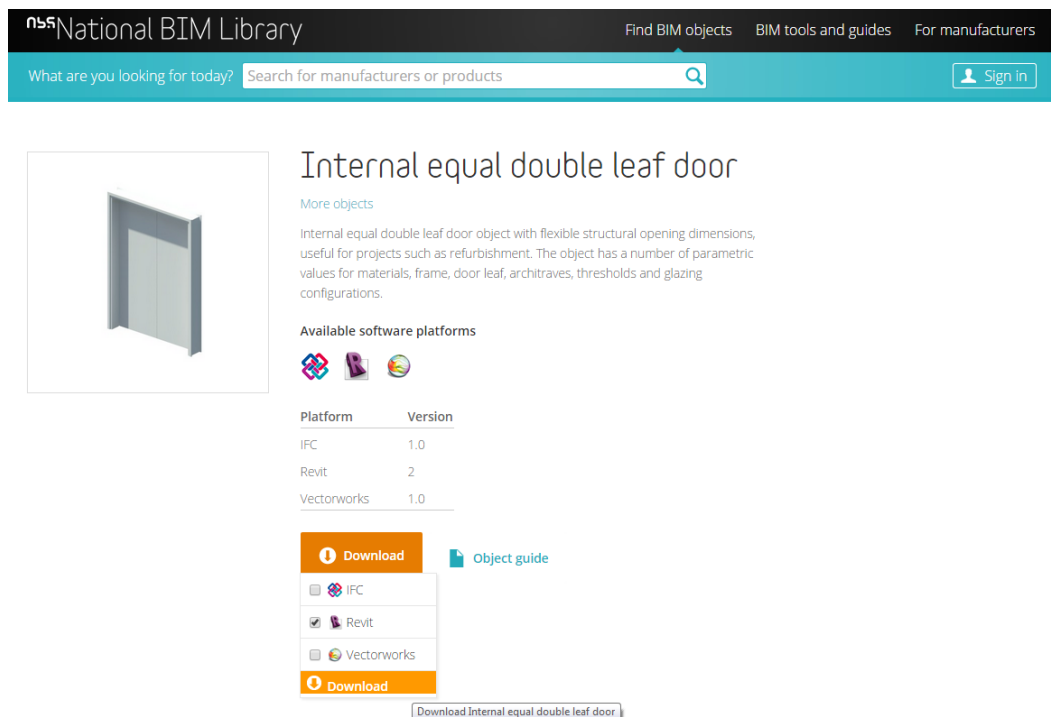 nbs National BIM Library
Find BIM objects BIM tools and guides For manufacturers
What are you looking for today? Search for manufacturers or products Sign in
Internal equal double leaf door
More objects
Internal equal double leaf door object with flexible structural opening dimensions,
useful for projects such as refurbishment. The object has a number of parametric
values for materials, frame, door leaf, architraves, thresholds and glazing
configurations.
Available software platforms
R
Platform Version
IFC 1.0
Revit 2
Vectorworks 1.0
Download Object guide
IFC
Revit
Vectorworks
Download
Download Internal equal double leaf door